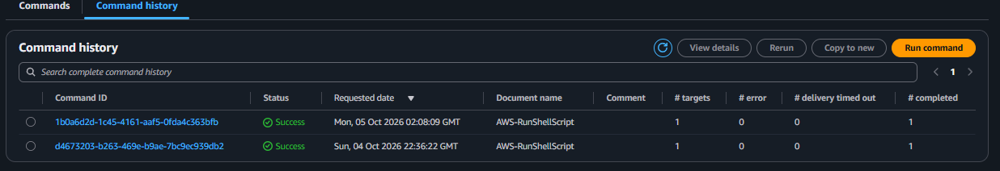 Commands Command history
Command history View details Rerun Copy to new Run command
Search complete command history 1
Command ID Status Requested date Document name Comment # targets # error # delivery timed out # completed
1b0a6d2d-1c45-4161-aaf5-0fda4c363bfb Success Mon, 05 Oct 2026 02:08:09 GMT AWS-RunShellScript 1 0 0 1
d4673203-b263-469e-b9ae-7bc9ec939db2 Success Sun, 04 Oct 2026 22:36:22 GMT AWS-RunShellScript 1 0 0 1